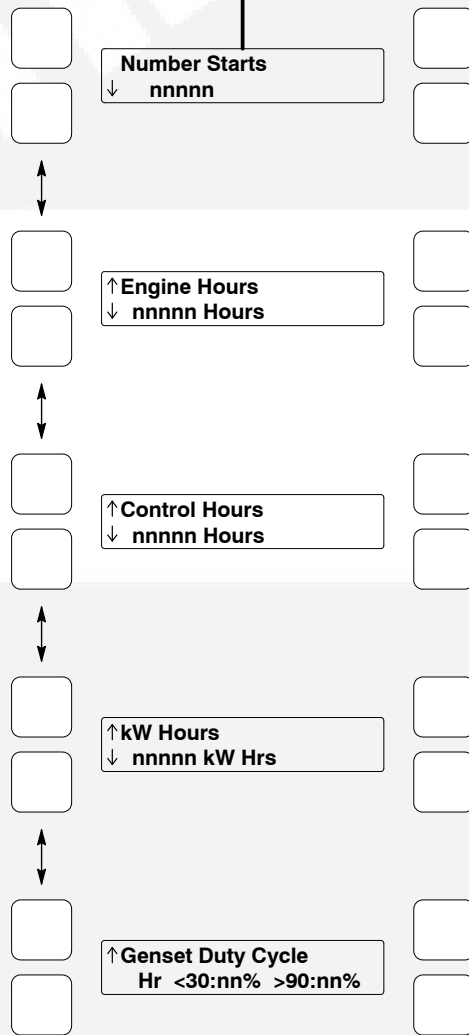 Number Starts
↓ nnnnn
↑Engine Hours
↓ nnnnn Hours
↑Control Hours
↓ nnnnn Hours
↑kW Hours
↓ nnnnn kW Hrs
↑Genset Duty Cycle
Hr <30:nn% >90:nn%